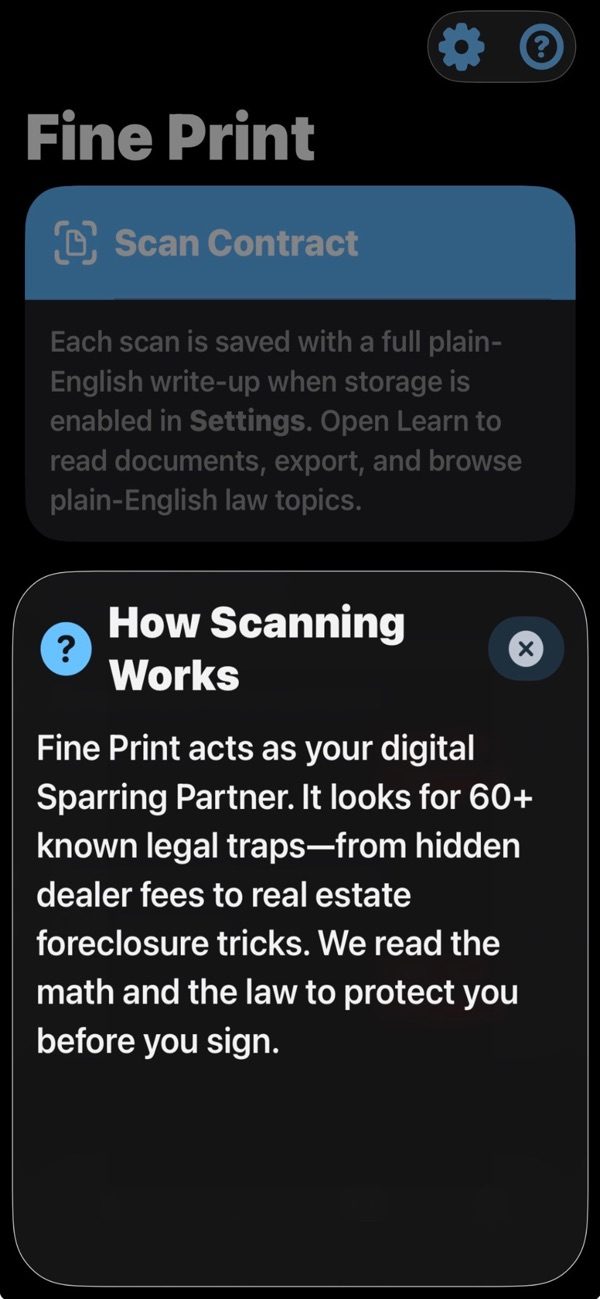 Fine Print
Scan Contract
Each scan is saved with a full plain-
English write-up when storage is
enabled in Settings. Open Learn to
read documents, export, and browse
plain-English law topics.
How Scanning
Works
Fine Print acts as your digital
Sparring Partner. It looks for 60+
known legal traps—from hidden
dealer fees to real estate
foreclosure tricks. We read the
math and the law to protect you
before you sign.